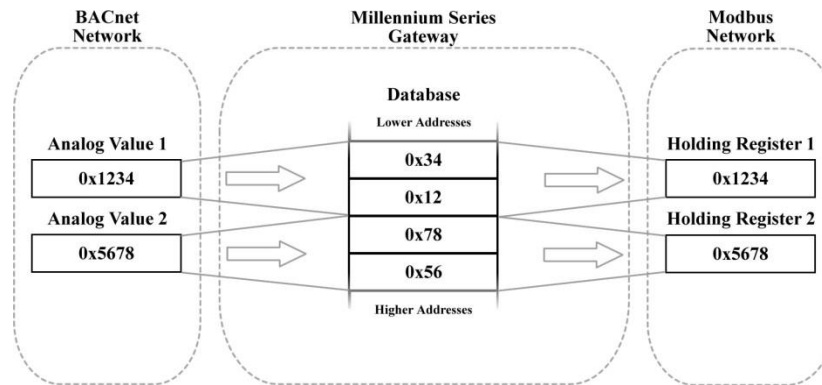 BACnet
Network
Millennium Series
Gateway
Modbus
Network
Database
Lower Addresses
Analog Value 1
0x1234
Analog Value 2
0x5678
0x34
0x12
0x78
0x56
Higher Addresses
Holding Register 1
0x1234
Holding Register 2
0x5678